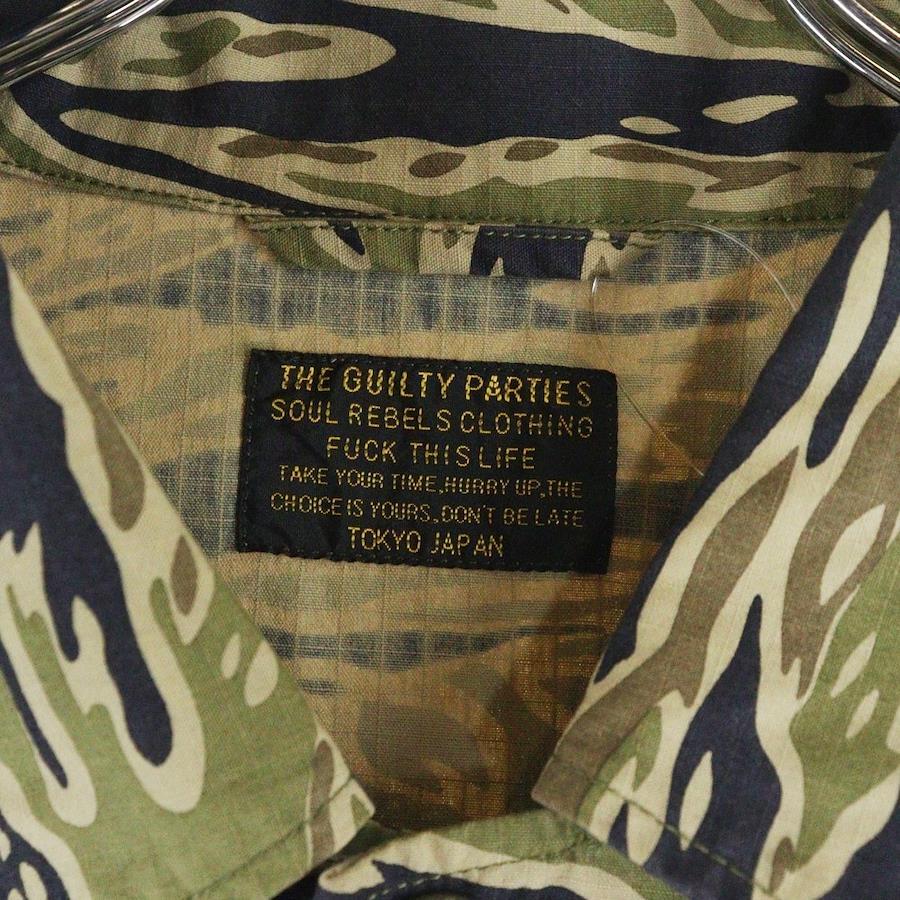 THE GUILTY PARTIES
SOUL REBELS CLOTHING
FUCK THIS LIFE
TAKE YOUR TIME,HURRY UP,THE
CHOICE IS YOURS,DON'T BE LATE
TOKYO JAPAN